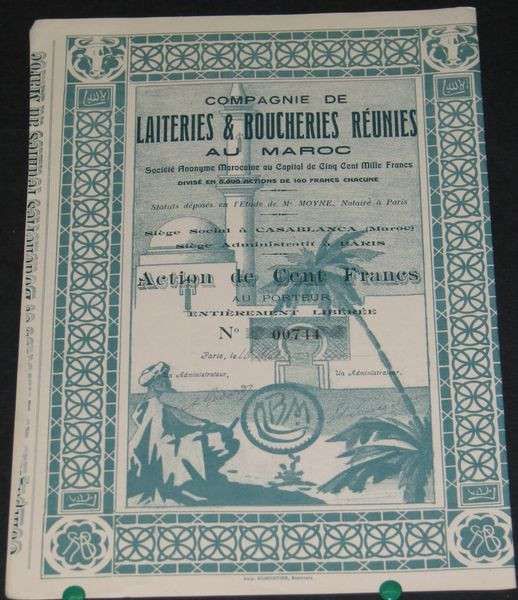 COMPAGNIE DE
LAITERIES & BOUCHERIES RÉUNIES
AU MAROC
Société Anonyme Marocaine au Capital de Cinq Cent Mille Francs
DIVISÉ EN 5.000 ACTIONS DE 100 FRANCS CHACUNE
Statuts déposés en l'Etude de Me MOYNE, Notaire à Paris
Siège Social à CASABLANCA (Maroc)
Siège Administratif à PARIS
Action de Cent Francs
AU PORTEUR
ENTIÈREMENT LIBÉRÉE
No 00744
Paris, le
Un Administrateur,
Un Administrateur.
LBM